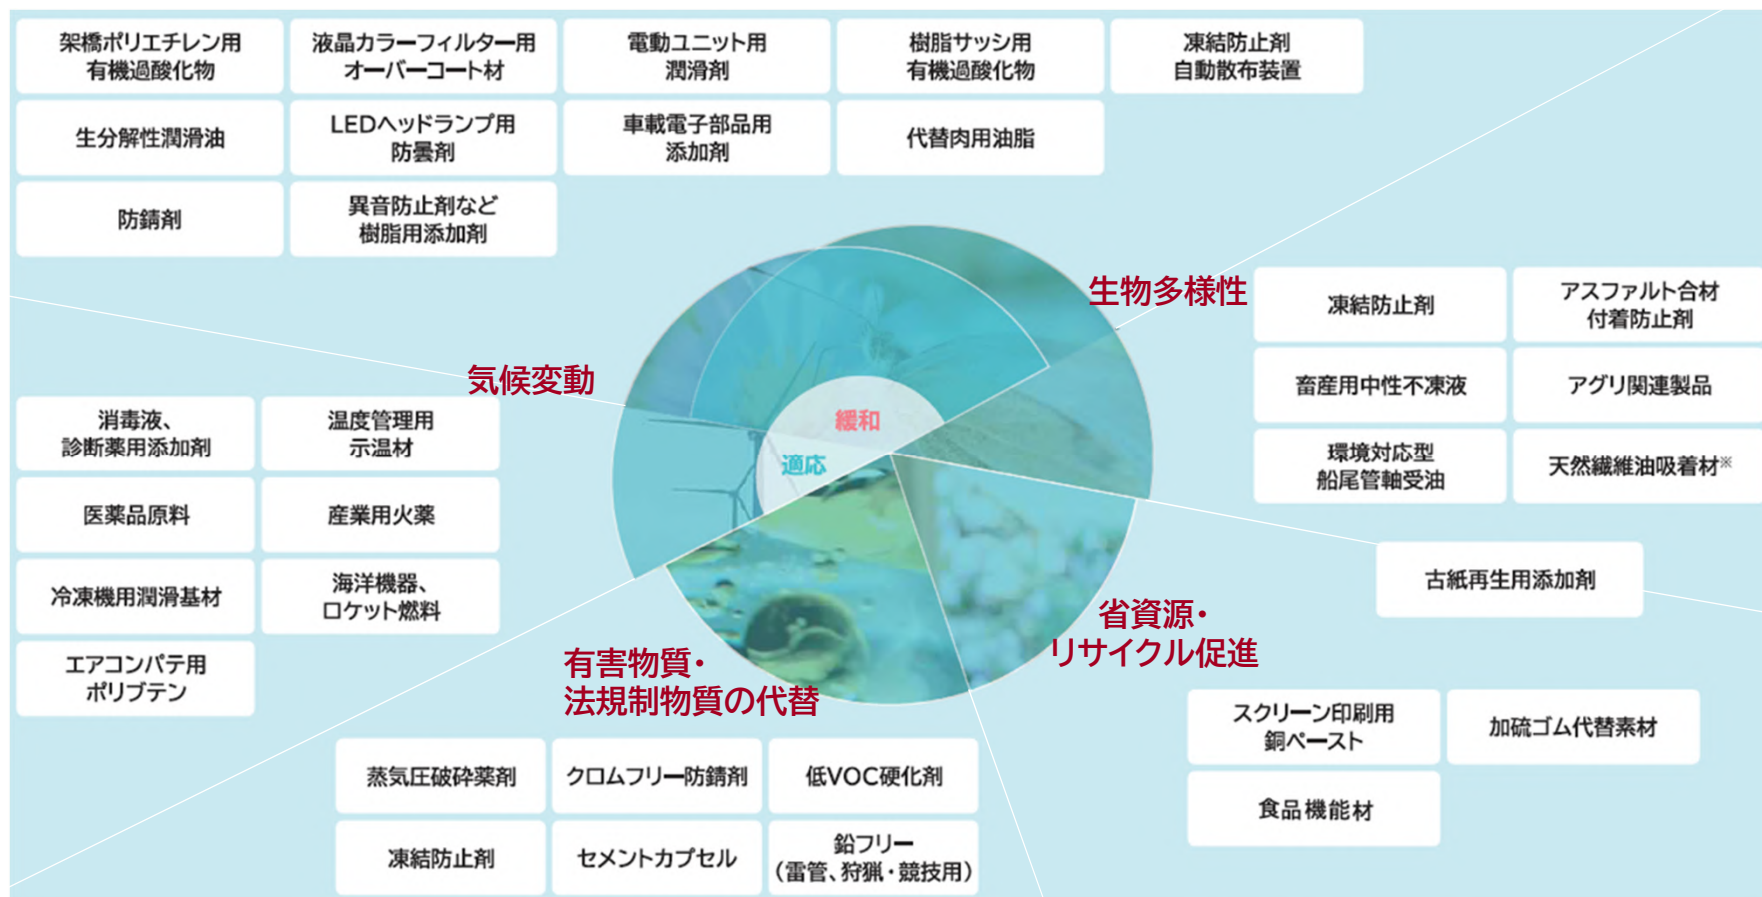 架橋ポリエチレン用
有機過酸化物
液晶カラーフィルター用
オーバーコート材
電動ユニット用
潤滑剤
樹脂サッシ用
有機過酸化物
凍結防止剤
自動散布装置
生分解性潤滑油
LEDヘッドランプ用
防曇剤
車載電子部品用
添加剤
代替肉用油脂
防錆剤
異音防止剤など
樹脂用添加剤
生物多様性
凍結防止剤
アスファルト合材
付着防止剤
畜産用中性不凍液
アグリ関連製品
環境対応型
船尾管軸受油
天然繊維油吸着材※
気候変動
緩和
適応
消毒液、
診断薬用添加剤
温度管理用
示温材
医薬品原料
産業用火薬
冷凍機用潤滑基材
海洋機器、
ロケット燃料
エアコンパテ用
ポリブテン
古紙再生用添加剤
省資源・
リサイクル促進
有害物質・
法規制物質の代替
スクリーン印刷用
銅ペースト
加硫ゴム代替素材
食品機能材
蒸気圧破砕薬剤
クロムフリー防錆剤
低VOC硬化剤
凍結防止剤
セメントカプセル
鉛フリー
（雷管、狩猟・競技用）